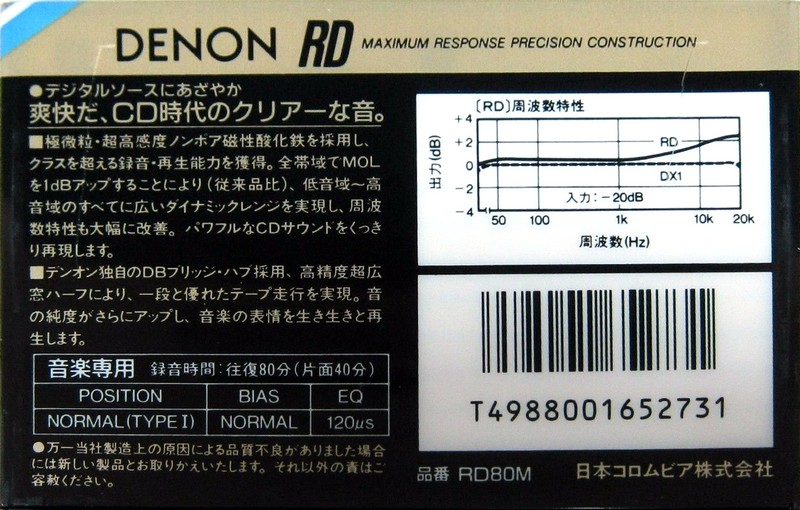 DENON RD MAXIMUM RESPONSE PRECISION CONSTRUCTION
●デジタルソースにあざやか
爽快だ、CD時代のクリアーな音。
■極微粒・超高感度ノンポア磁性酸化鉄を採用し、
クラスを超える録音・再生能力を獲得。全帯域でMOL
を1dBアップすることにより(従来品比)、低音域〜高
音域のすべてに広いダイナミックレンジを実現し、周波
数特性も大幅に改善。パワフルなCDサウンドをくっき
り再現します。
■デンオン独自のDBブリッジ・ハブ採用、高精度超広
窓ハーフにより、一段と優れたテープ走行を実現。音
の純度がさらにアップし、音楽の表情を生き生きと再
生します。
音楽専用 録音時間:往復80分(片面40分)
POSITION BIAS EQ
NORMAL(TYPE I) NORMAL 120μs
●万一当社製造上の原因による品質不良がありました場合
には新しい製品とお取りかえいたします。それ以外の責はご
容赦ください。
〔RD〕周波数特性
出力(dB)
+4
+2
0
−2
−4
RD
DX1
入力:−20dB
50 100 1k 10k 20k
周波数(Hz)
T4988001652731
品番 RD80M 日本コロムビア株式会社